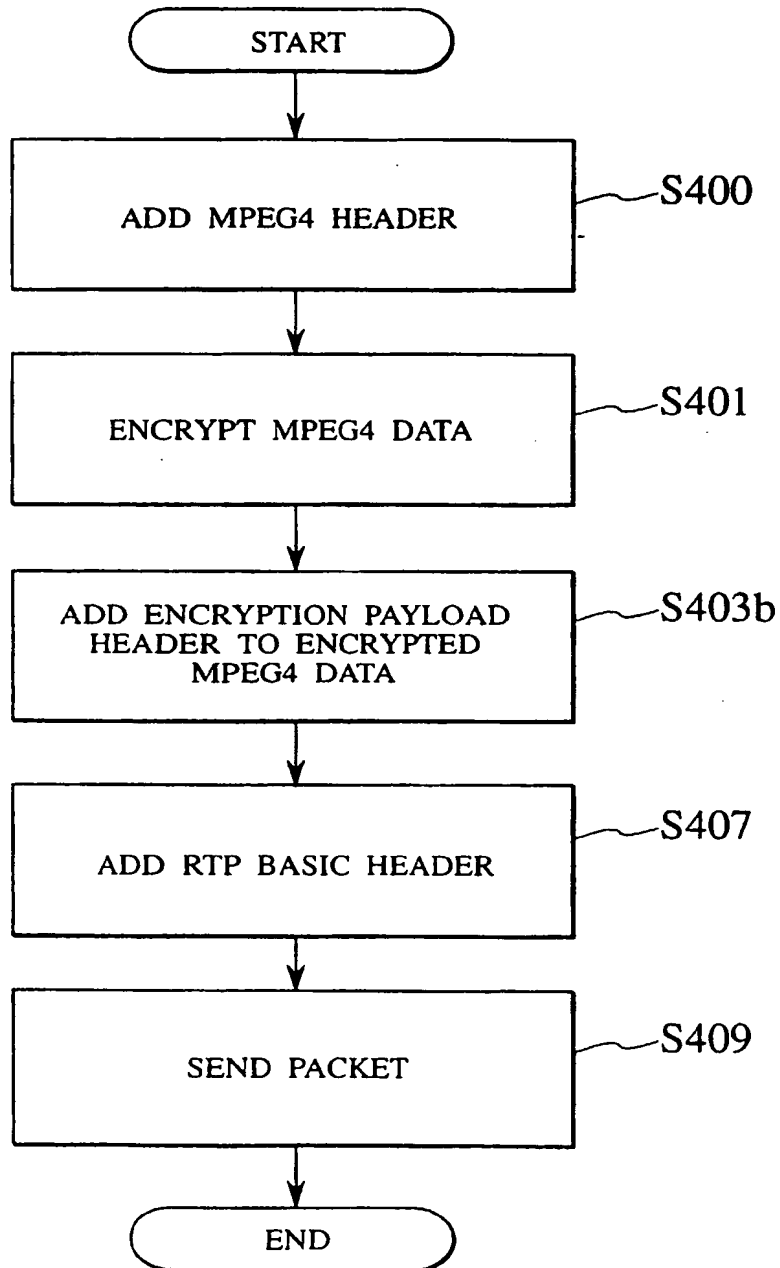 START
ADD MPEG4 HEADER
S400
ENCRYPT MPEG4 DATA
S401
ADD ENCRYPTION PAYLOAD
HEADER TO ENCRYPTED
MPEG4 DATA
S403b
ADD RTP BASIC HEADER
S407
SEND PACKET
S409
END